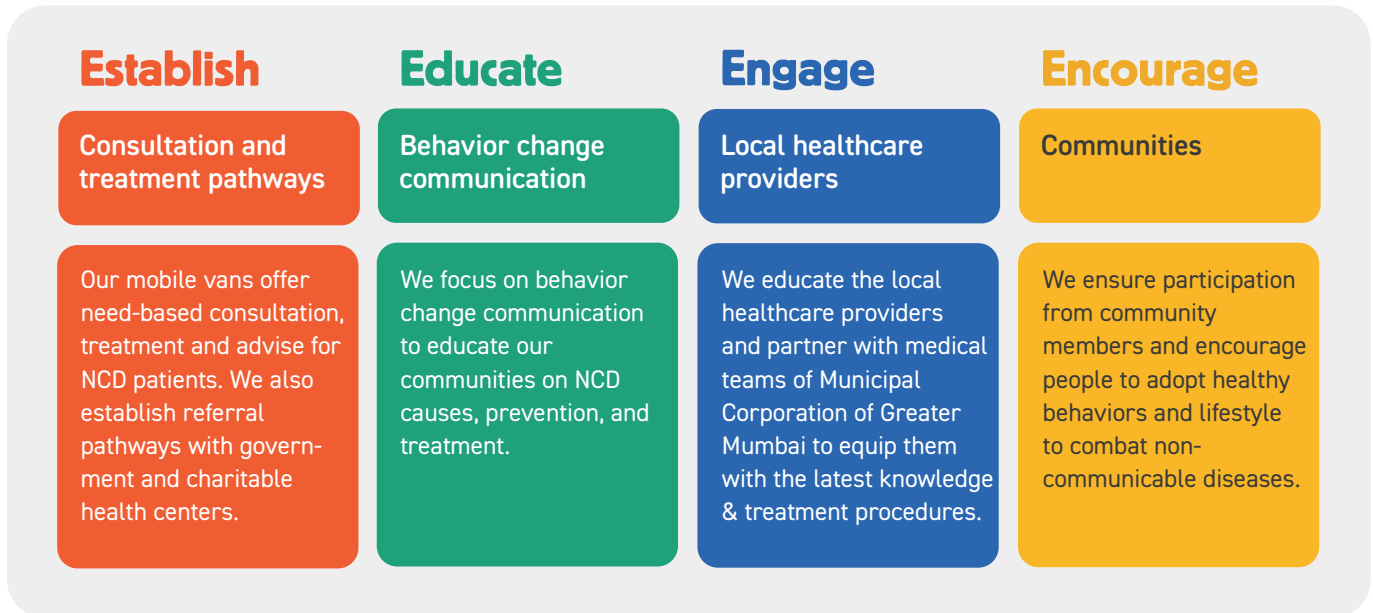 Establish
Consultation and
treatment pathways
Our mobile vans offer
need-based consultation,
treatment and advise for
NCD patients. We also
establish referral
pathways with govern-
ment and charitable
health centers.
Educate
Behavior change
communication
We focus on behavior
change communication
to educate our
communities on NCD
causes, prevention, and
treatment.
Engage
Local healthcare
providers
We educate the local
healthcare providers
and partner with medical
teams of Municipal
Corporation of Greater
Mumbai to equip them
with the latest knowledge
& treatment procedures.
Encourage
Communities
We ensure participation
from community
members and encourage
people to adopt healthy
behaviors and lifestyle
to combat non-
communicable diseases.